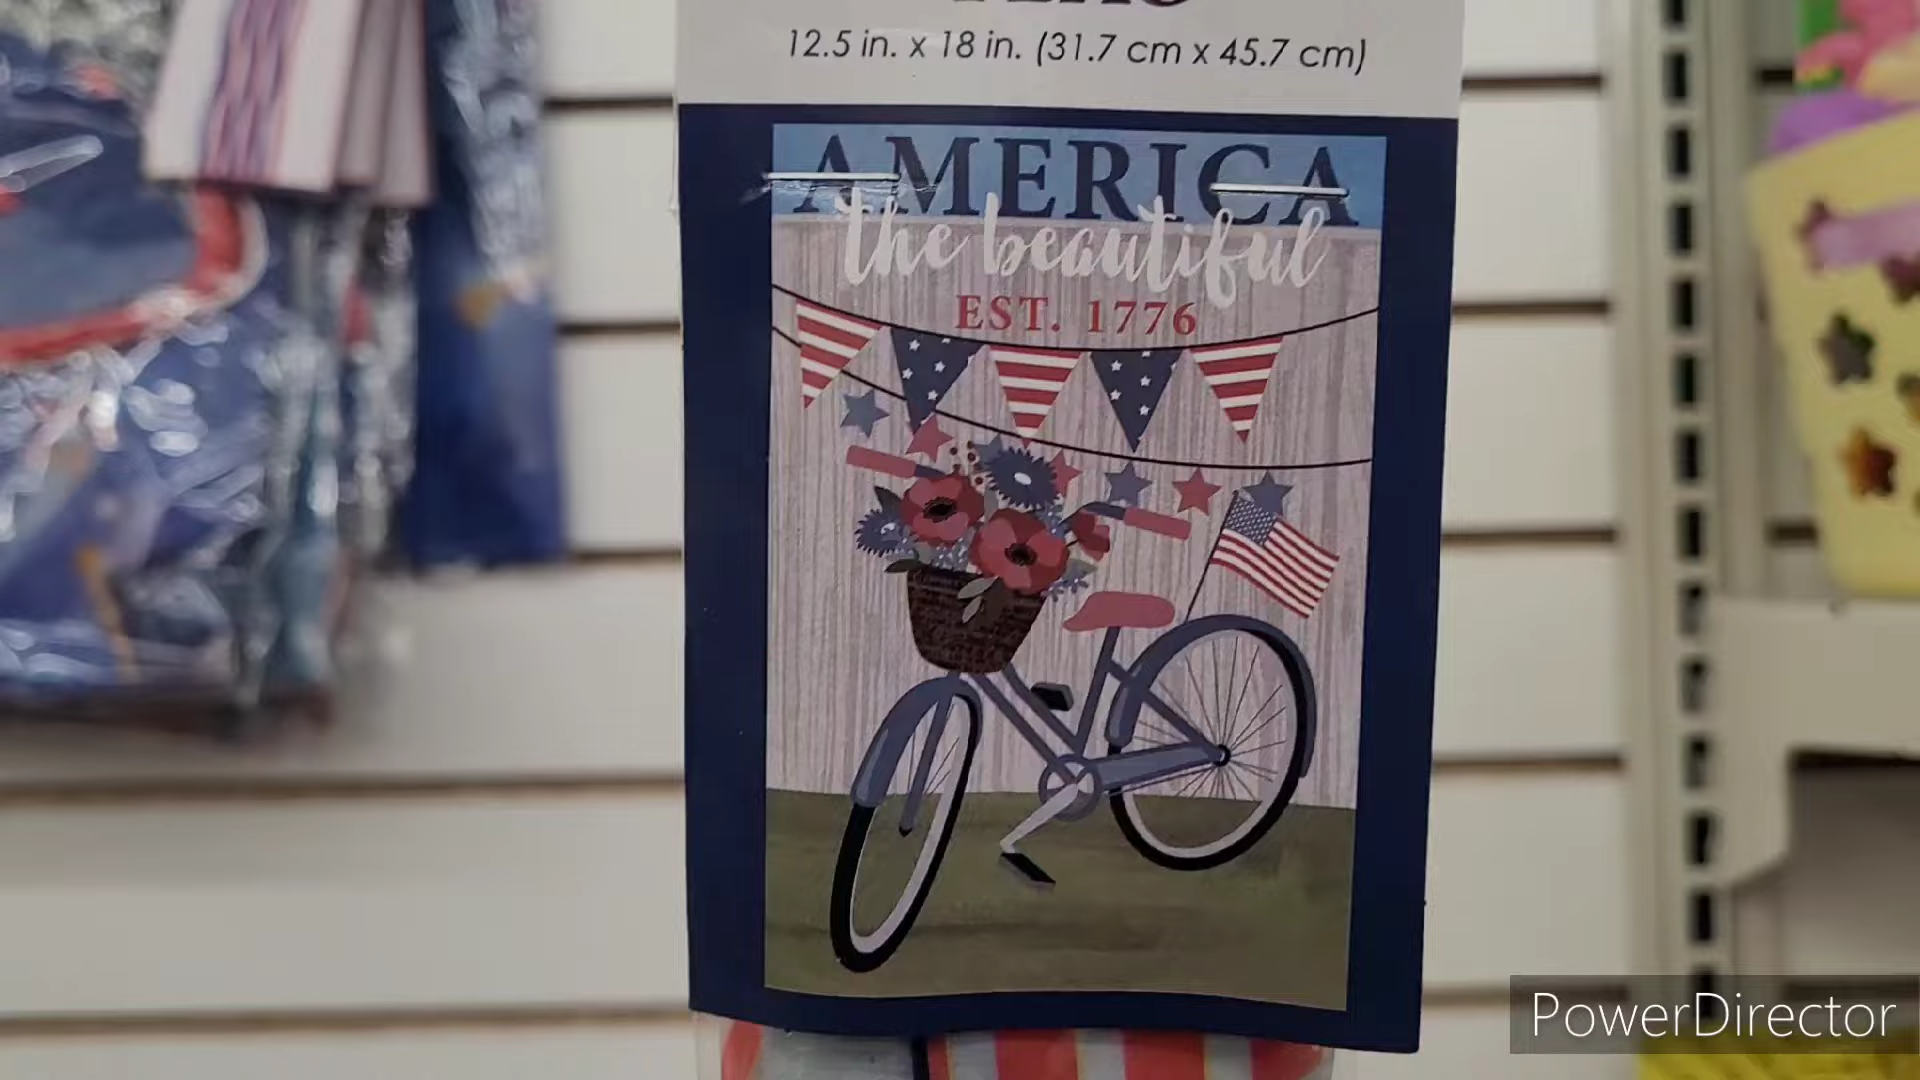 12.5 in. x 18 in. (31.7 cm x 45.7 cm)
AMERICA
the beautiful
EST. 1776
PowerDirector